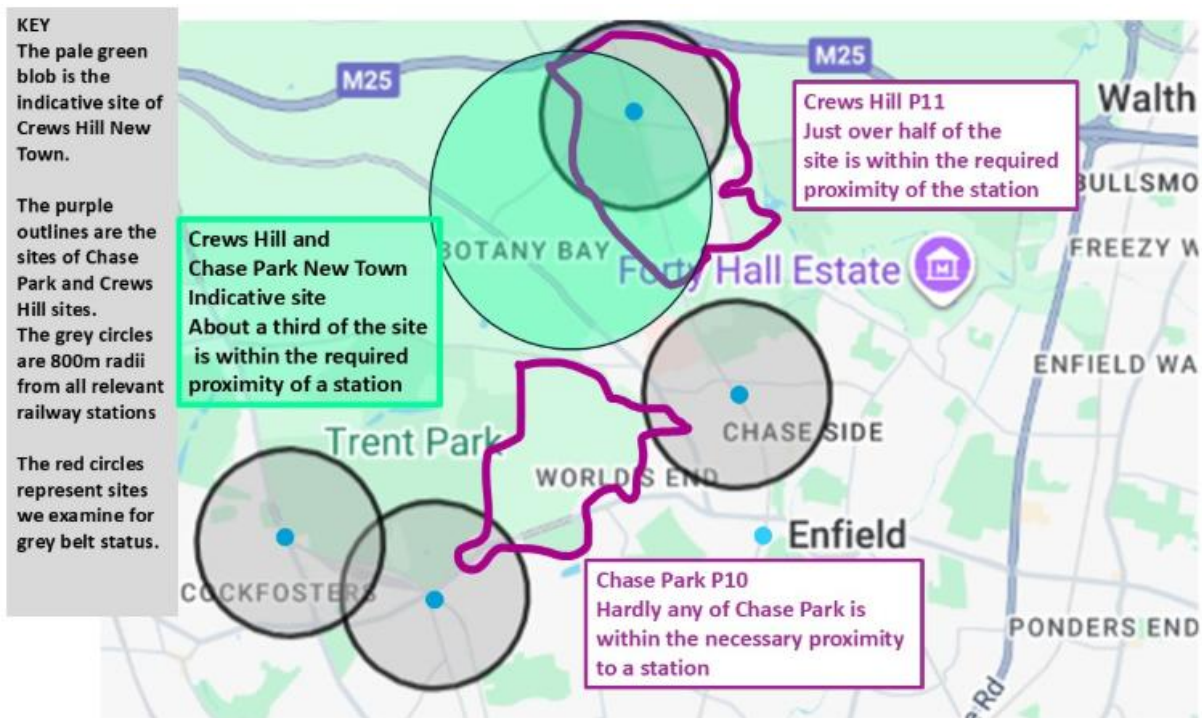 KEY
The pale green
blob is the
indicative site of
Crews Hill New
Town.
The purple
outlines are the
sites of Chase
Park and Crews
Hill sites.
The grey circles
are 800m radii
from all relevant
railway stations
The red circles
represent sites
we examine for
grey belt status.
M25
M25
Crews Hill P11
Just over half of the
site is within the required
proximity of the station
Walth
BULLSMO
Crews Hill and
Chase Park New Town
Indicative site
About a third of the site
is within the required
proximity of a station
BOTANY BAY
Forty Hall Estate
FREEZY W
ENFIELD WA
Trent Park
CHASE SIDE
WORLD'S END
Enfield
COCKFOSTERS
Chase Park P10
Hardly any of Chase Park is
within the necessary proximity
to a station
PONDERS END
Rd